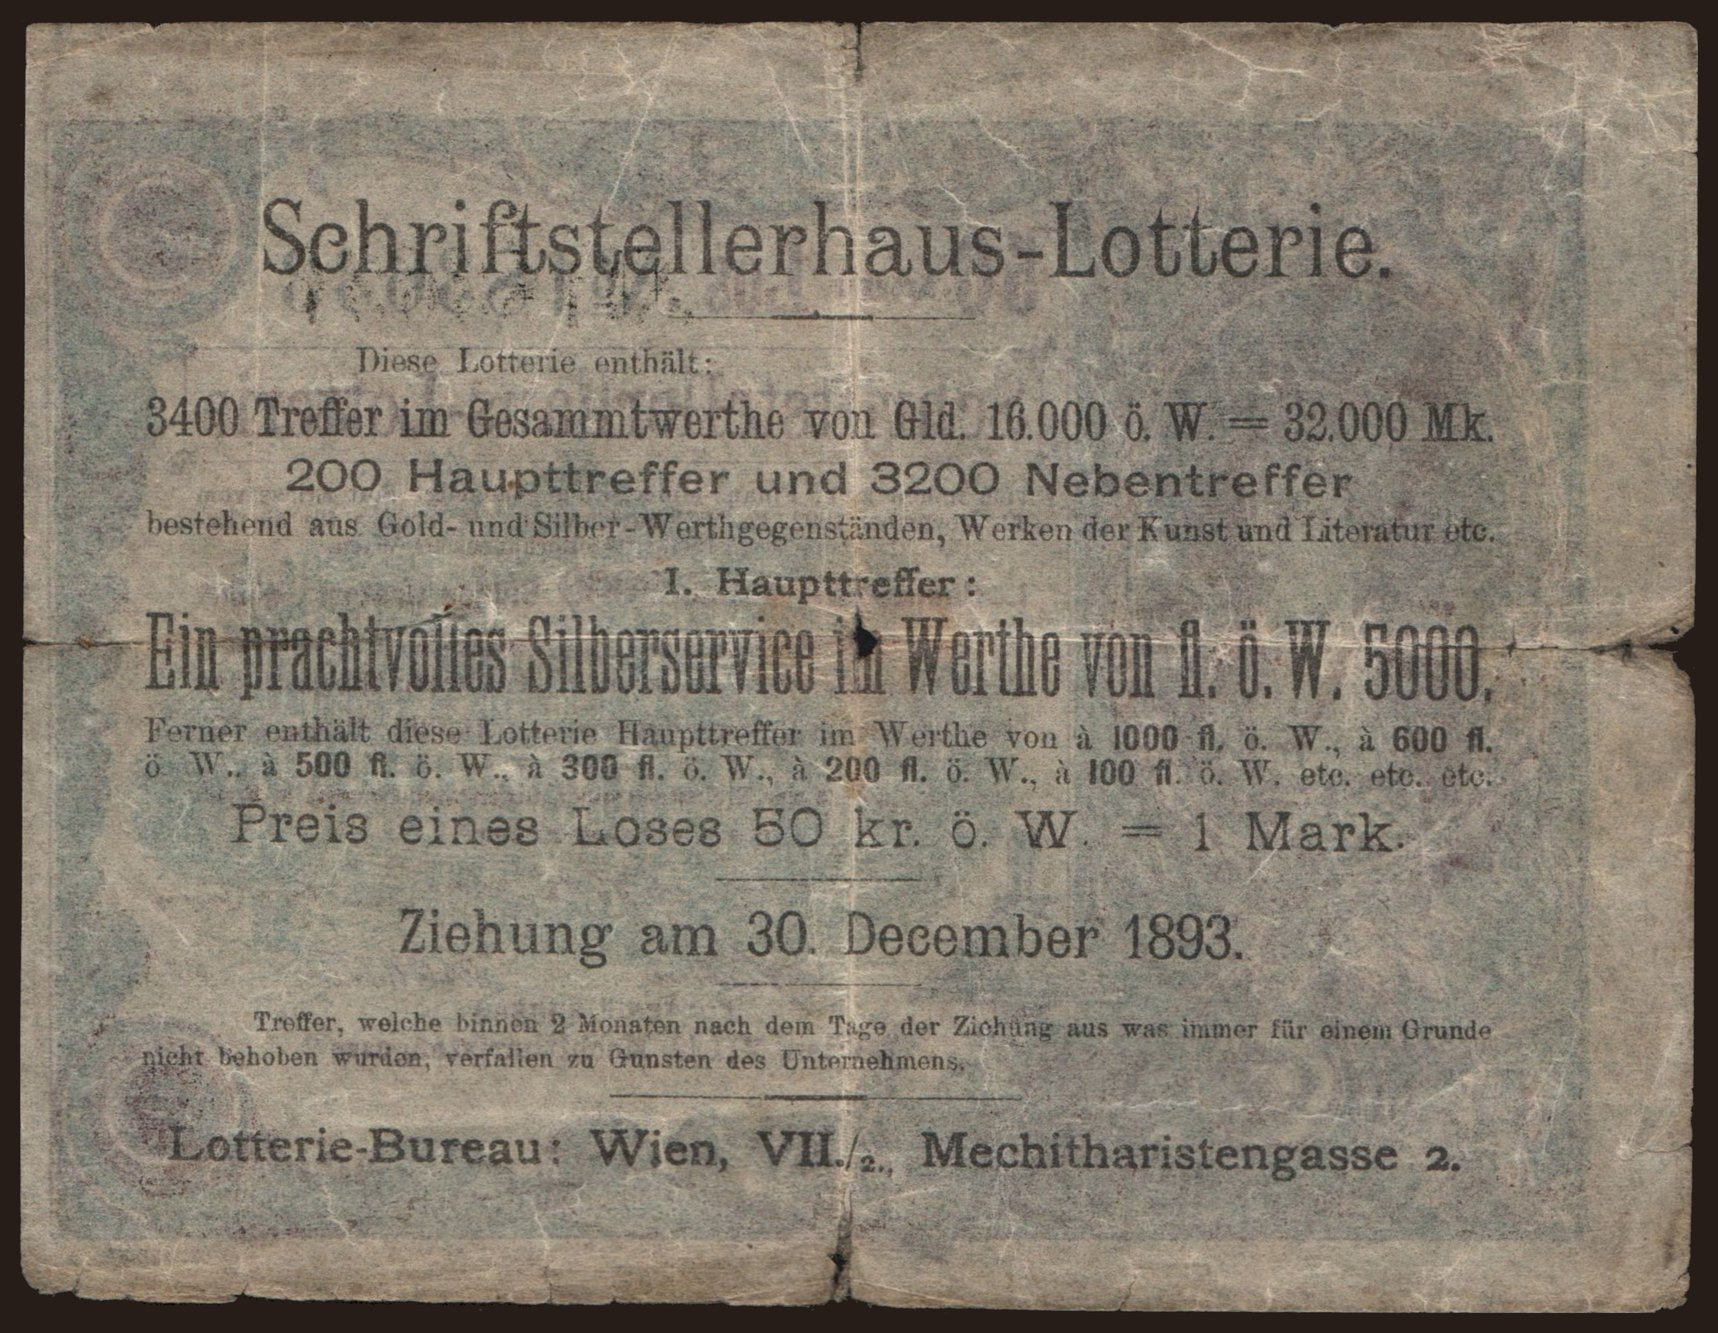 Schriftstellerhaus-Lotterie.
Diese Lotterie enthält:
3400 Treffer im Gesammtwerthe von Gld. 16.000 ö. W. = 32.000 Mk.
200 Haupttreffer und 3200 Nebentreffer
bestehend aus Gold- und Silber-Werthgegenständen, Werken der Kunst und Literatur etc.
I. Haupttreffer:
Ein prachtvolles Silberservice im Werthe von fl. ö. W. 5000.
Ferner enthält diese Lotterie Haupttreffer im Werthe von à 1000 fl. ö. W., à 600 fl.
ö W., à 500 fl. ö. W., à 300 fl. ö. W., à 200 fl. ö. W., à 100 fl. ö. W. etc. etc. etc.
Preis eines Loses 50 kr. ö. W. = 1 Mark.
Ziehung am 30. December 1893.
Treffer, welche binnen 2 Monaten nach dem Tage der Ziehung aus was immer für einem Grunde
nicht behoben wurden, verfallen zu Gunsten des Unternehmens.
Lotterie-Bureau: Wien, VII./2., Mechitharistengasse 2.